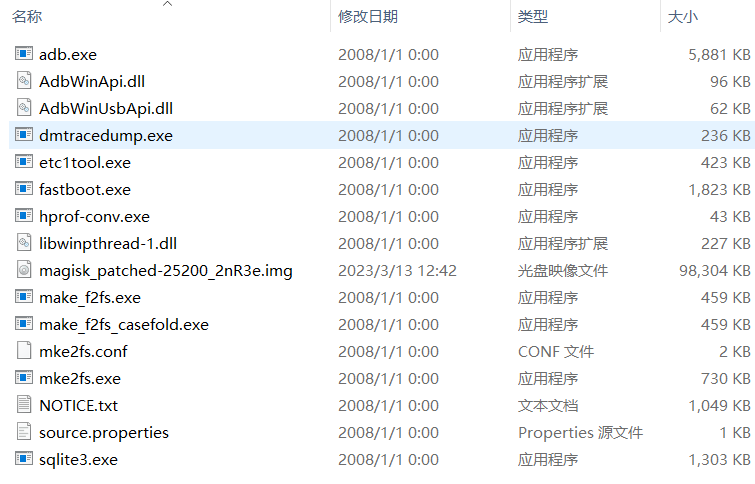 名称 修改日期 类型 大小
adb.exe 2008/1/1 0:00 应用程序 5,881 KB
AdbWinApi.dll 2008/1/1 0:00 应用程序扩展 96 KB
AdbWinUsbApi.dll 2008/1/1 0:00 应用程序扩展 62 KB
dmtracedump.exe 2008/1/1 0:00 应用程序 236 KB
etc1tool.exe 2008/1/1 0:00 应用程序 423 KB
fastboot.exe 2008/1/1 0:00 应用程序 1,823 KB
hprof-conv.exe 2008/1/1 0:00 应用程序 43 KB
libwinpthread-1.dll 2008/1/1 0:00 应用程序扩展 227 KB
magisk_patched-25200_2nR3e.img 2023/3/13 12:42 光盘映像文件 98,304 KB
make_f2fs.exe 2008/1/1 0:00 应用程序 459 KB
make_f2fs_casefold.exe 2008/1/1 0:00 应用程序 459 KB
mke2fs.conf 2008/1/1 0:00 CONF 文件 2 KB
mke2fs.exe 2008/1/1 0:00 应用程序 730 KB
NOTICE.txt 2008/1/1 0:00 文本文档 1,049 KB
source.properties 2008/1/1 0:00 Properties 源文件 1 KB
sqlite3.exe 2008/1/1 0:00 应用程序 1,303 KB